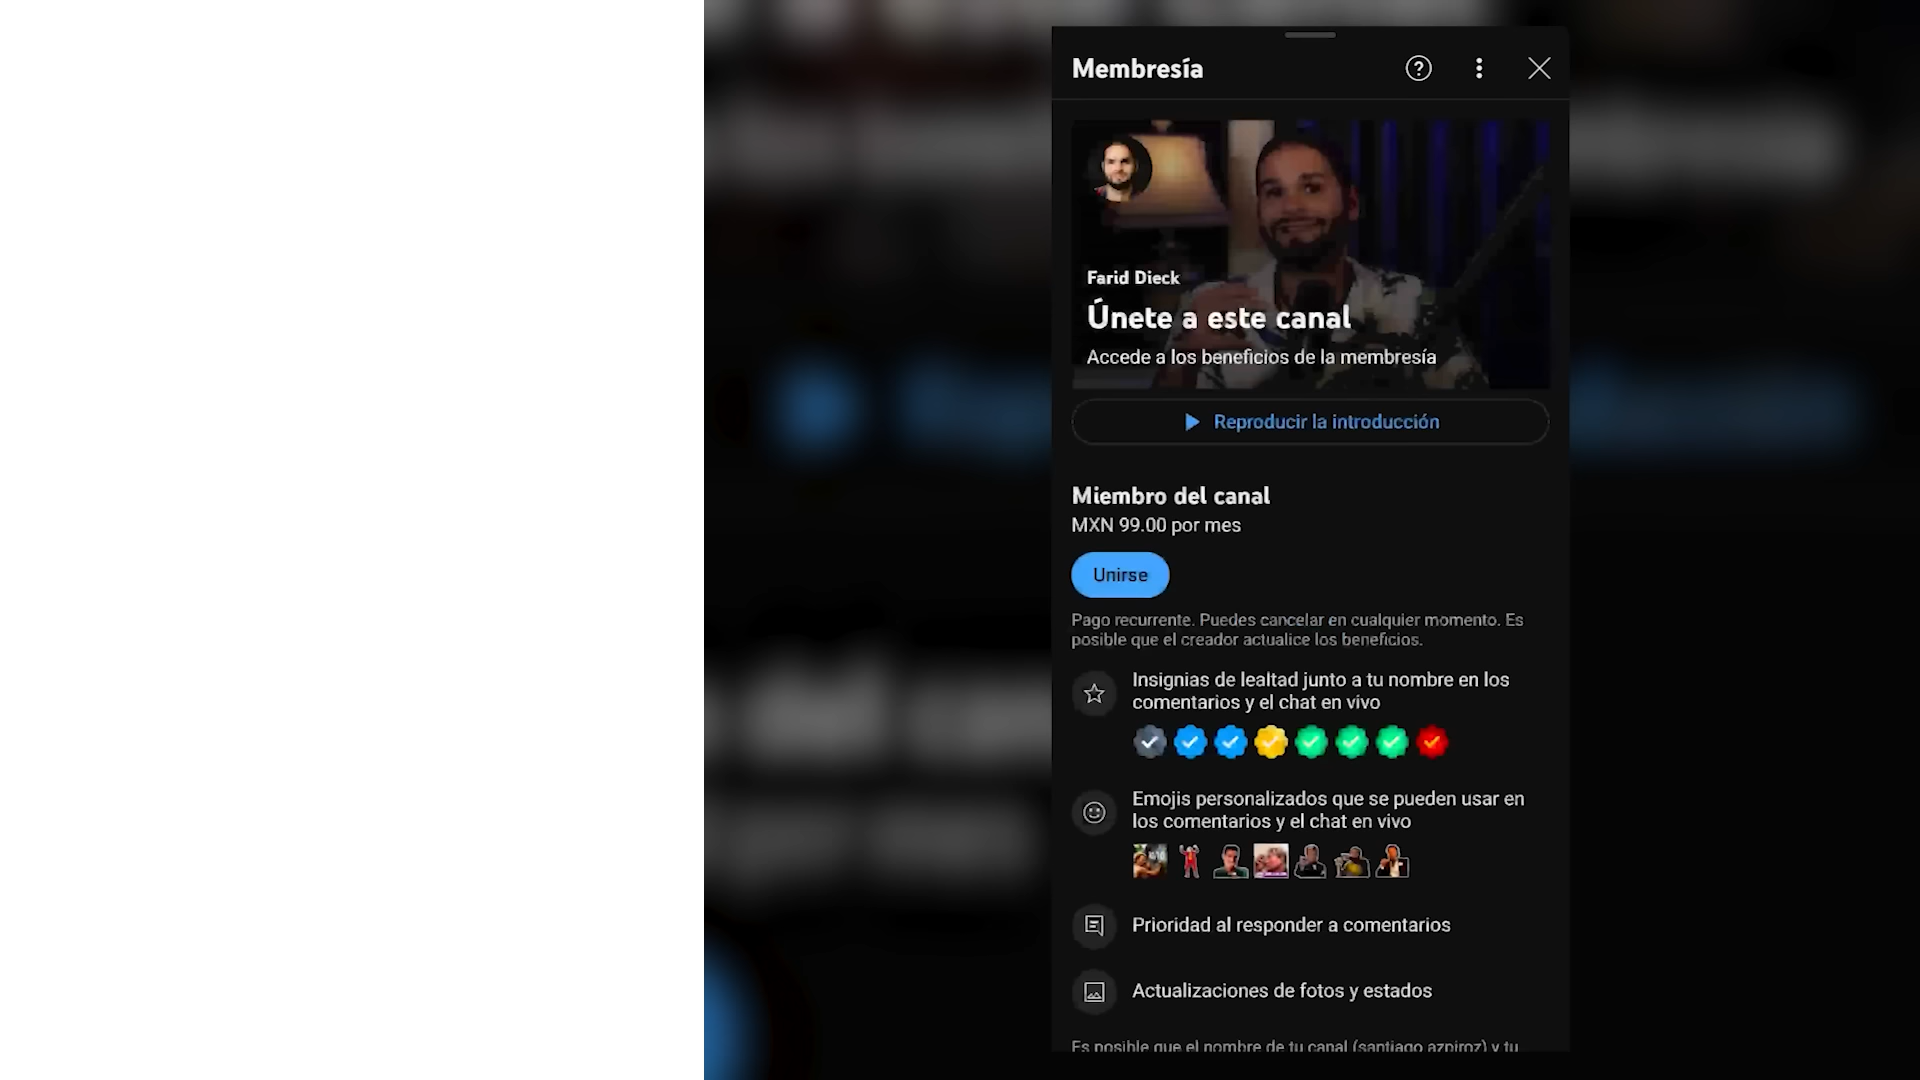 Membresía
Farid Dieck
Únete a este canal
Accede a los beneficios de la membresía
Reproducir la introducción
Miembro del canal
MXN 99.00 por mes
Unirse
Pago recurrente. Puedes cancelar en cualquier momento. Es
posible que el creador actualice los beneficios.
Insignias de lealtad junto a tu nombre en los
comentarios y el chat en vivo
Emojis personalizados que se pueden usar en
los comentarios y el chat en vivo
Prioridad al responder a comentarios
Actualizaciones de fotos y estados
Es posible que el nombre de tu canal (santiago azpiroz) y tu